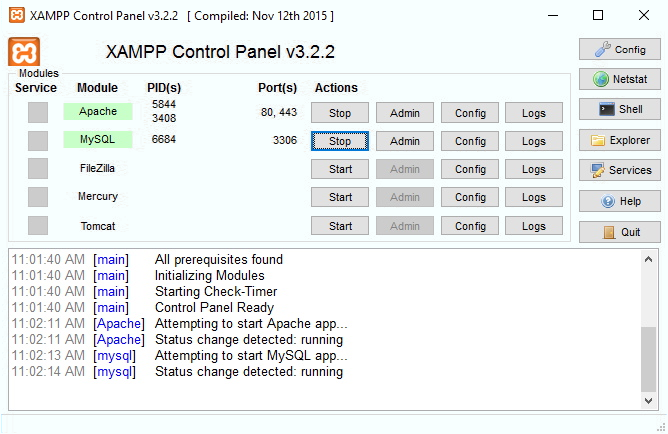 XAMPP Control Panel v3.2.2 [ Compiled: Nov 12th 2015 ]
XAMPP Control Panel v3.2.2
Config
Modules
Service Module PID(s) Port(s) Actions
Netstat
Apache 5844 3408 80, 443 Stop Admin Config Logs
Shell
MySQL 6684 3306 Stop Admin Config Logs
Explorer
FileZilla Start Admin Config Logs
Services
Mercury Start Admin Config Logs
Help
Tomcat Start Admin Config Logs
Quit
11:01:40 AM [main] All prerequisites found
11:01:40 AM [main] Initializing Modules
11:01:40 AM [main] Starting Check-Timer
11:01:40 AM [main] Control Panel Ready
11:02:11 AM [Apache] Attempting to start Apache app...
11:02:11 AM [Apache] Status change detected: running
11:02:13 AM [mysql] Attempting to start MySQL app...
11:02:14 AM [mysql] Status change detected: running